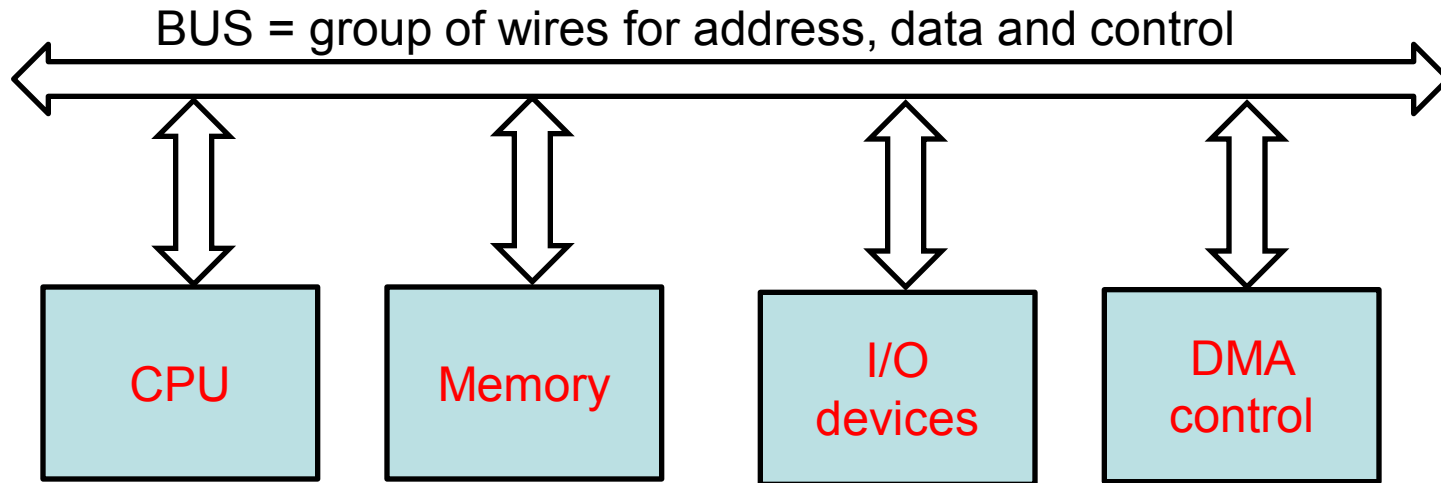 BUS = group of wires for address, data and control
CPU
Memory
I/O
devices
DMA
control